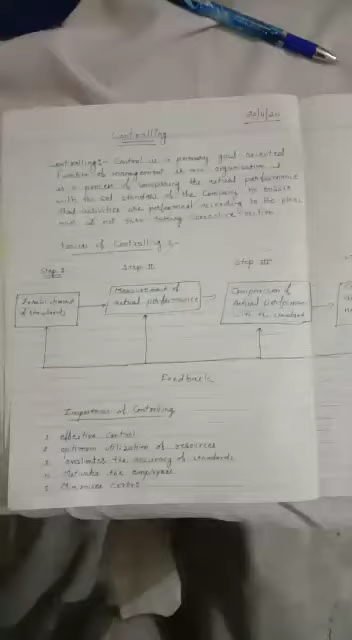 Controlling
Controlling :- Control is a primary goal oriented
function of management in an organisation. it
is a process of comparing the actual performance
with the set standard of the company to ensure
that activities are performed according to the plan
and if not then taking corrective action
Process of Controlling :-
Step I
Step II
Step III
Establishment
of standards
Measurement of
actual performance
Comparison of
Actual performance
with the standard
Feedback
Importance of Controlling
1 effective control
2 optimum utilization of resources
3 evaluates the accuracy of standards
4 Motivates the employees
5 Minimises Errors